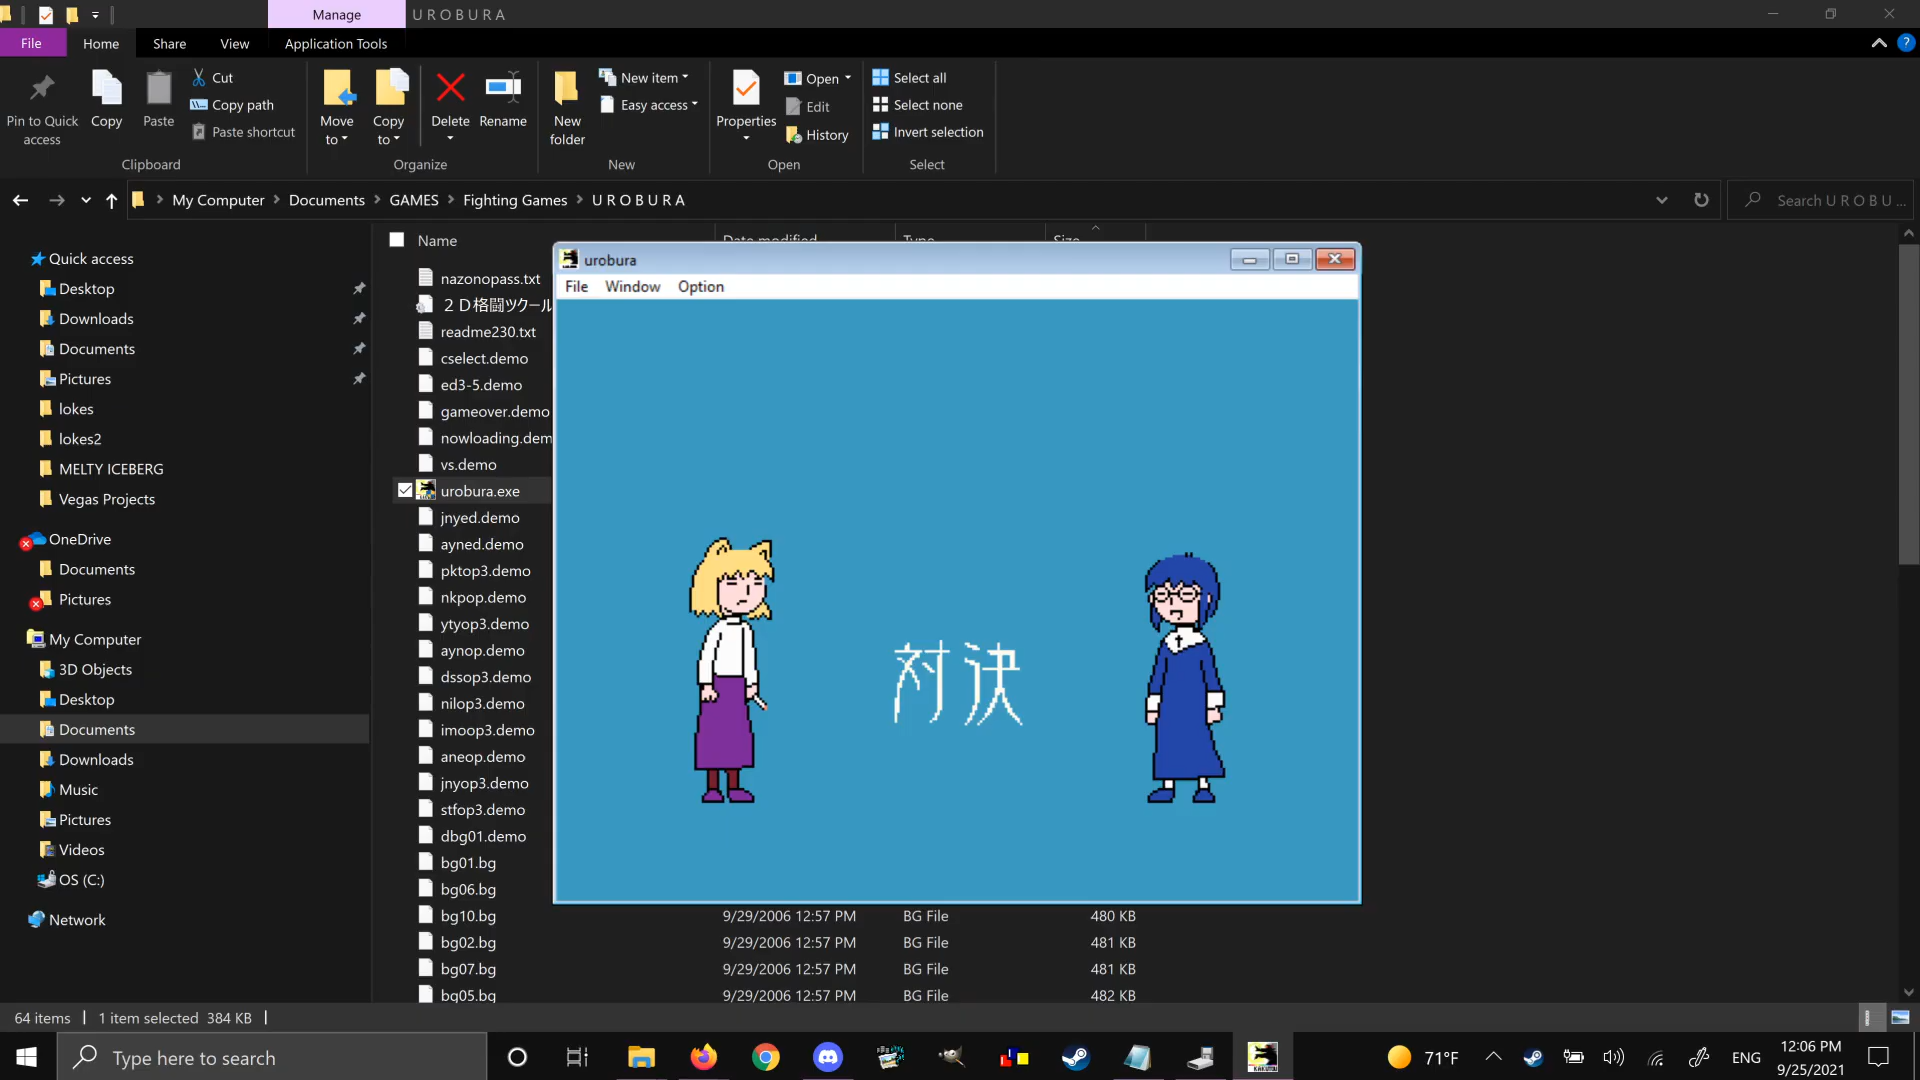 Manage
U R O B U R A
File
Home
Share
View
Application Tools
Pin to Quick access
Copy
Paste
Cut
Copy path
Paste shortcut
Clipboard
Move to
Copy to
Delete
Rename
Organize
New folder
New item
Easy access
New
Properties
Open
Edit
History
Open
Select all
Select none
Invert selection
Select
My Computer
Documents
GAMES
Fighting Games
U R O B U R A
Search U R O B U ...
Name
Date modified
Type
Size
Quick access
Desktop
Downloads
Documents
Pictures
lokes
lokes2
MELTY ICEBERG
Vegas Projects
OneDrive
Documents
Pictures
My Computer
3D Objects
Desktop
Documents
Downloads
Music
Pictures
Videos
OS (C:)
Network
nazonopass.txt
２Ｄ格闘ツクール
readme230.txt
cselect.demo
ed3-5.demo
gameover.demo
nowloading.dem
vs.demo
urobura.exe
jnyed.demo
ayned.demo
pktop3.demo
nkpop.demo
ytyop3.demo
aynop.demo
dssop3.demo
nilop3.demo
imoop3.demo
aneop.demo
jnyop3.demo
stfop3.demo
dbg01.demo
bg01.bg
bg06.bg
bg10.bg 9/29/2006 12:57 PM BG File 480 KB
bg02.bg 9/29/2006 12:57 PM BG File 481 KB
bg07.bg 9/29/2006 12:57 PM BG File 481 KB
bg05.bg 9/29/2006 12:57 PM BG File 482 KB
urobura
File
Window
Option
対決
64 items
1 item selected 384 KB
Type here to search
71°F
ENG
12:06 PM
9/25/2021